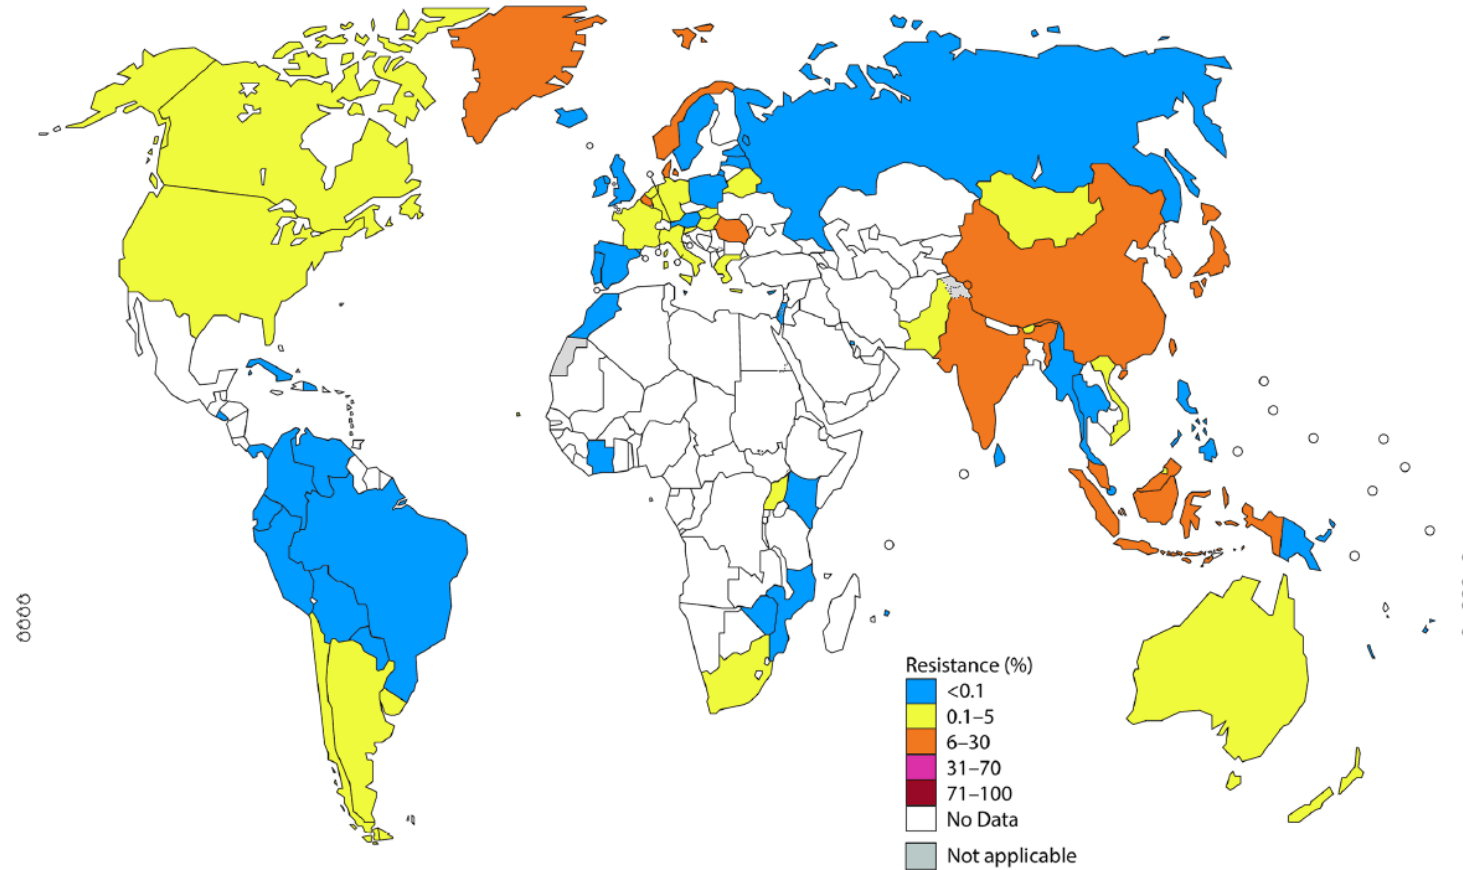 Resistance (%)
<0.1
0.1–5
6–30
31–70
71–100
No Data
Not applicable